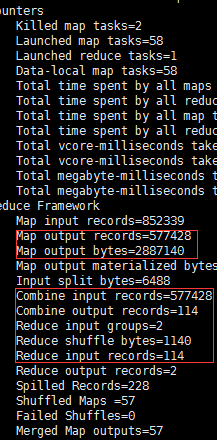 ounters
Killed map tasks=2
Launched map tasks=58
Launched reduce tasks=1
Data-local map tasks=58
Total time spent by all maps
Total time spent by all reduc
Total time spent by all map t
Total time spent by all reduc
Total vcore-milliseconds take
Total vcore-milliseconds take
Total megabyte-milliseconds t
Total megabyte-milliseconds t
educe Framework
Map input records=852339
Map output records=577428
Map output bytes=2887140
Map output materialized bytes
Input split bytes=6488
Combine input records=577428
Combine output records=114
Reduce input groups=2
Reduce shuffle bytes=1140
Reduce input records=114
Reduce output records=2
Spilled Records=228
Shuffled Maps =57
Failed Shuffles=0
Merged Map outputs=57